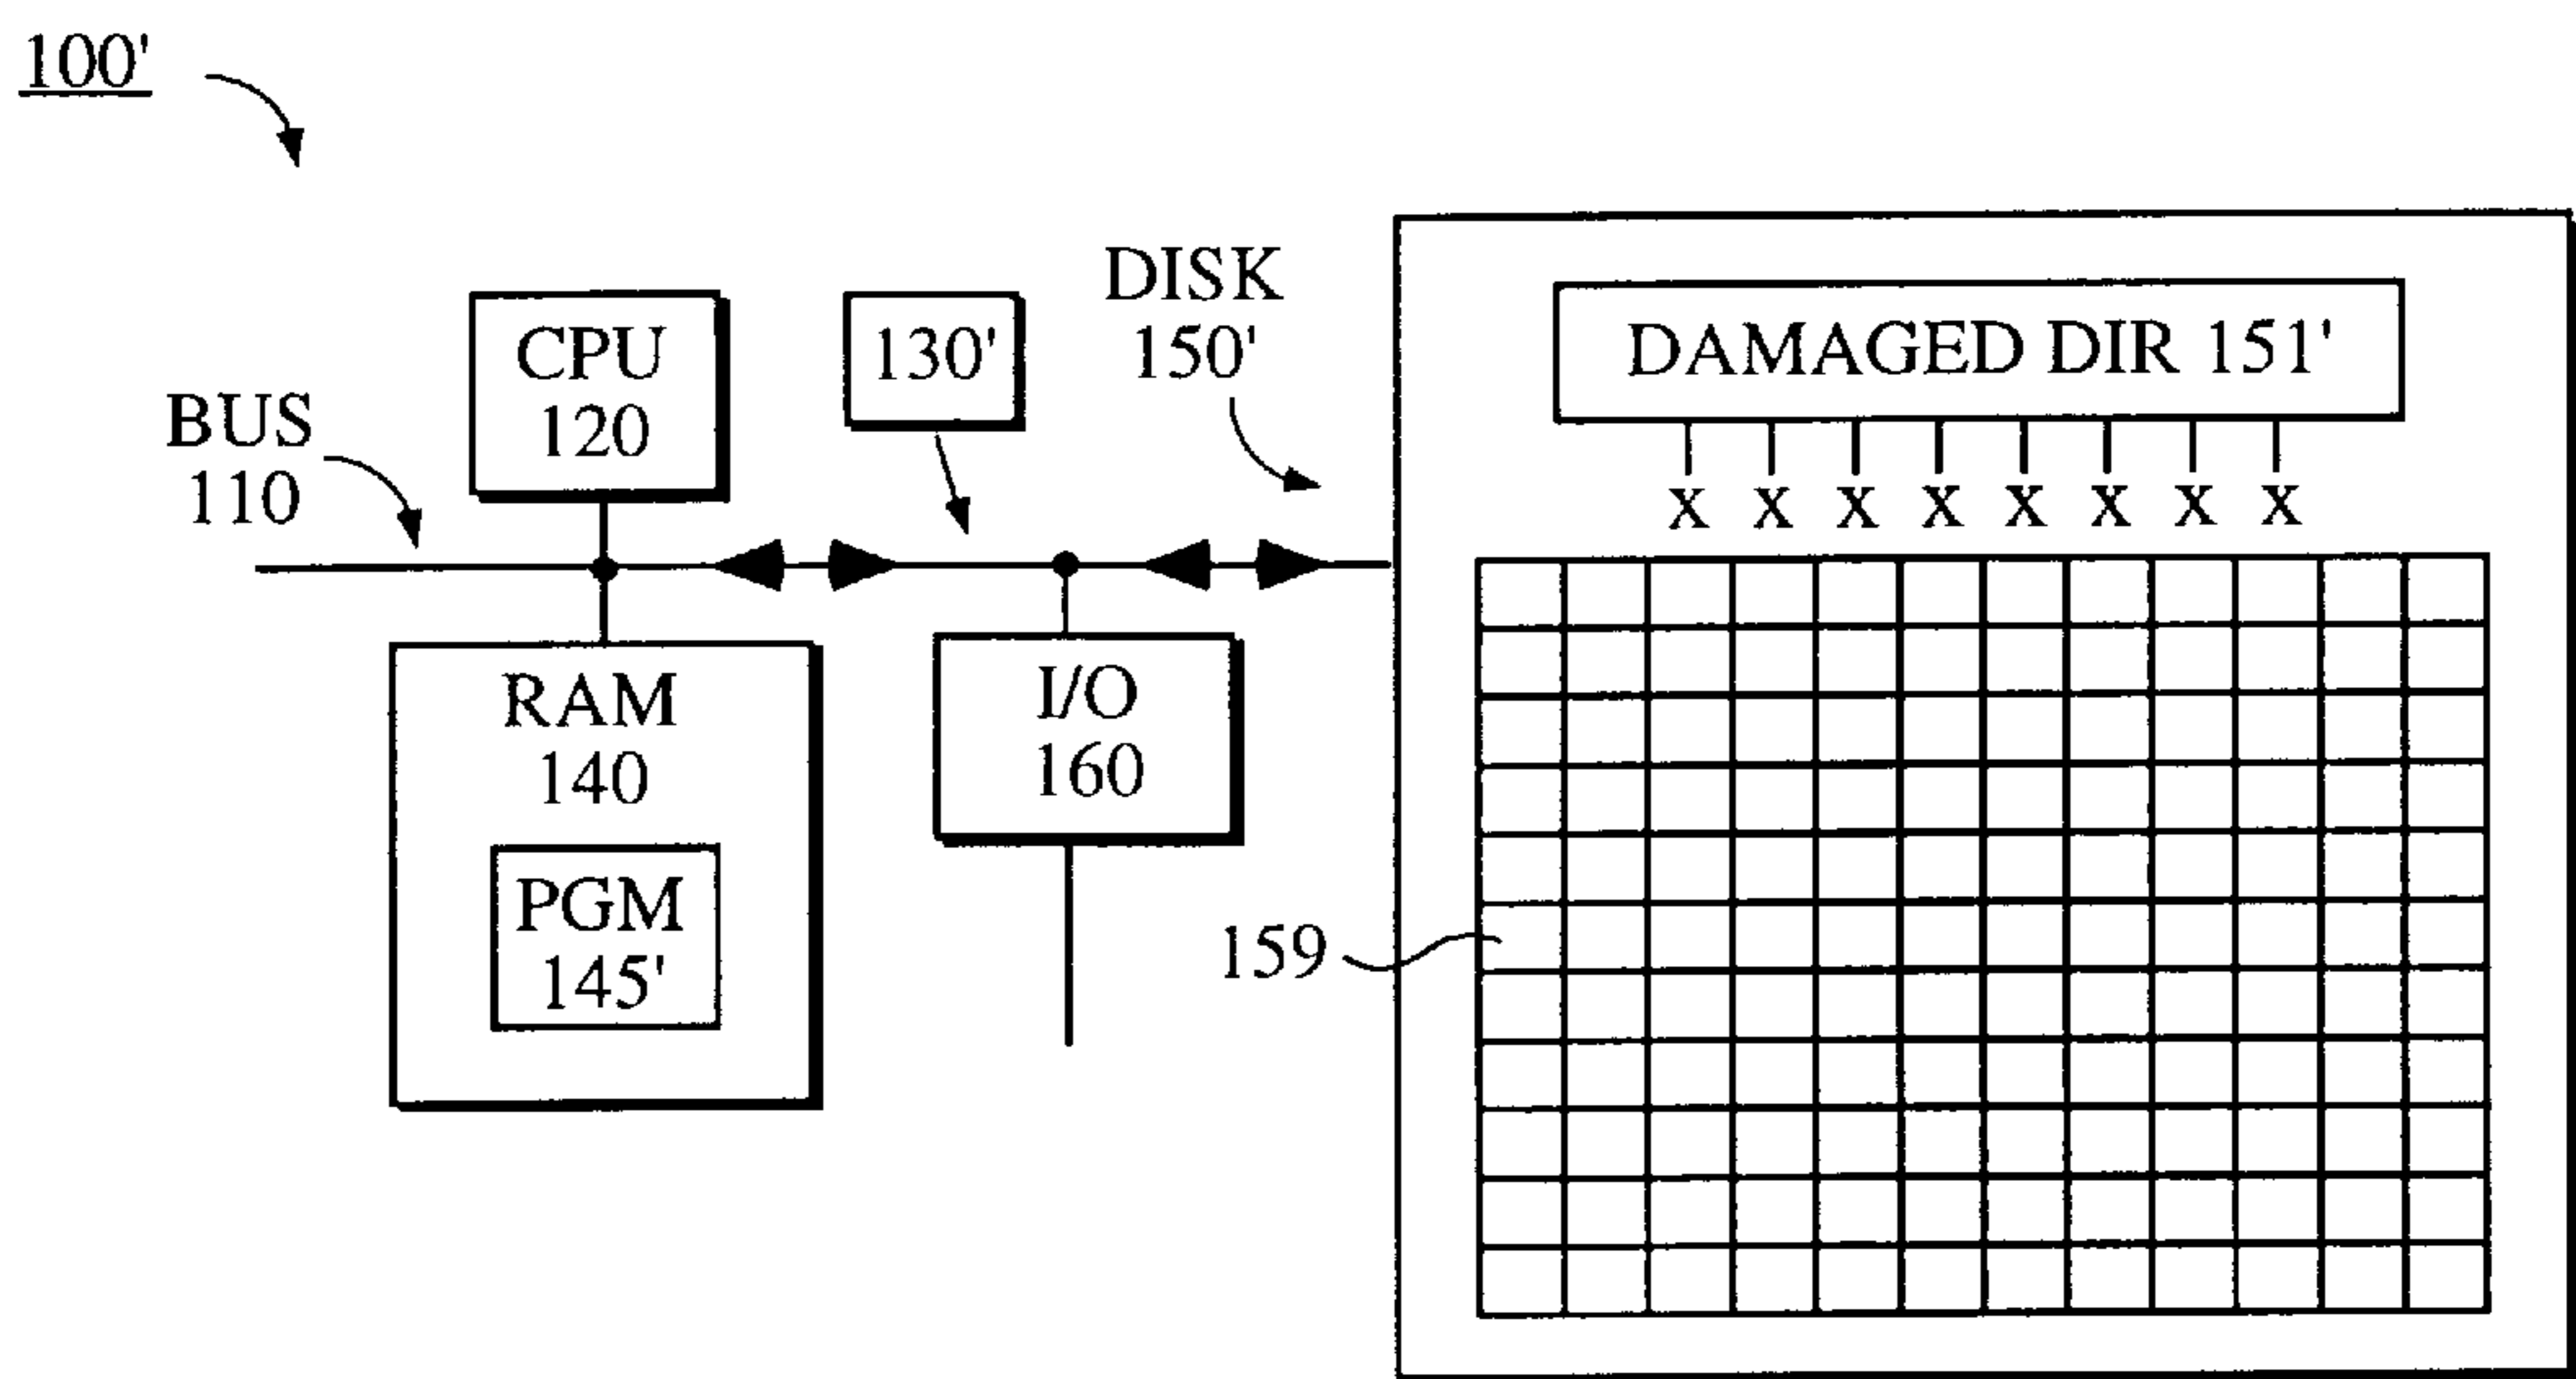 100'
BUS
110
CPU
120
130'
DISK
150'
DAMAGED DIR 151'
X X X X X X X X
RAM
140
PGM
145'
I/O
160
159